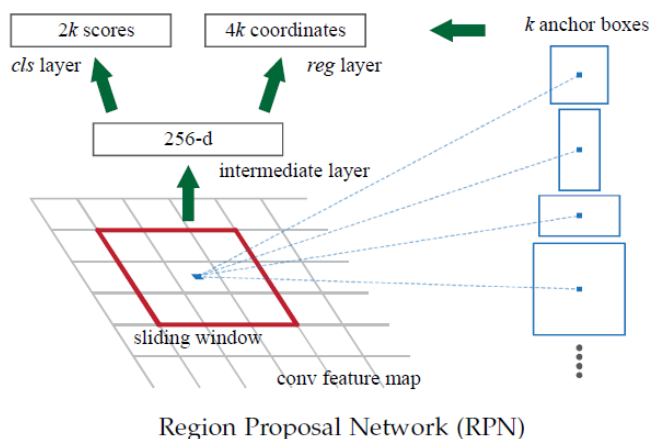 2k scores
4k coordinates
k anchor boxes
cls layer
reg layer
256-d
intermediate layer
sliding window
conv feature map
Region Proposal Network (RPN)